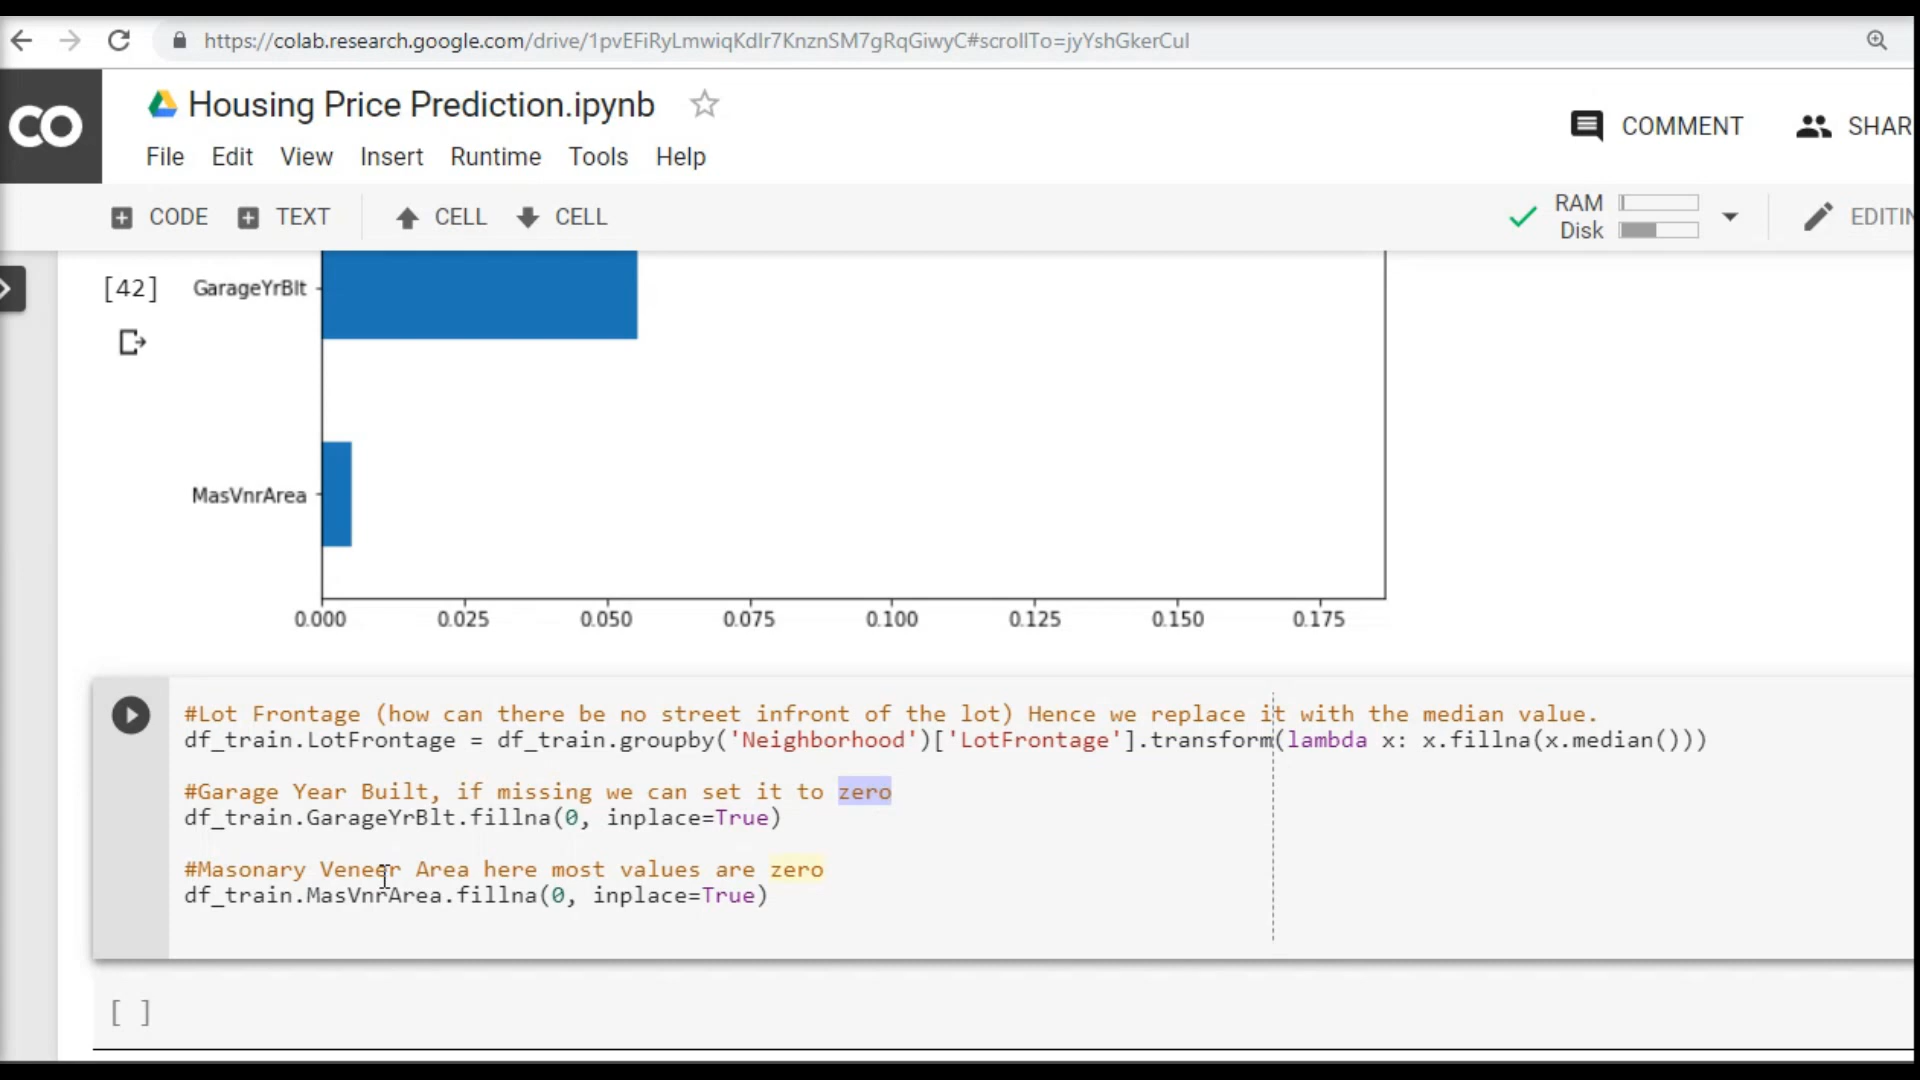 https://colab.research.google.com/drive/1pvEFiRyLmwiqKdIr7KnznSM7gRqGiwyC#scrollTo=jyYshGkerCuI
CO
Housing Price Prediction.ipynb
COMMENT
SHAR
File Edit View Insert Runtime Tools Help
CODE TEXT CELL CELL
RAM
Disk
EDITIN
[42]
GarageYrBlt
MasVnrArea
0.000 0.025 0.050 0.075 0.100 0.125 0.150 0.175
#Lot Frontage (how can there be no street infront of the lot) Hence we replace it with the median value.
df_train.LotFrontage = df_train.groupby('Neighborhood')['LotFrontage'].transform(lambda x: x.fillna(x.median()))
#Garage Year Built, if missing we can set it to zero
df_train.GarageYrBlt.fillna(0, inplace=True)
#Masonary Veneer Area here most values are zero
df_train.MasVnrArea.fillna(0, inplace=True)
[ ]